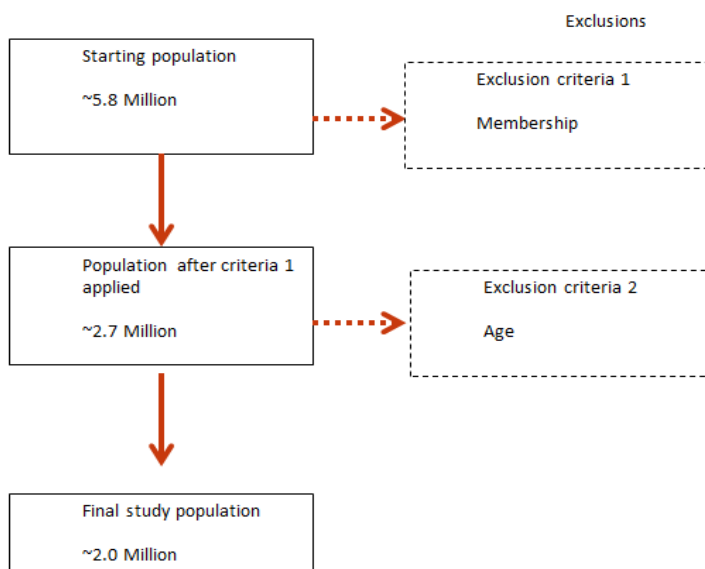 Exclusions
Starting population
~5.8 Million
Exclusion criteria 1
Membership
Population after criteria 1
applied
~2.7 Million
Exclusion criteria 2
Age
Final study population
~2.0 Million